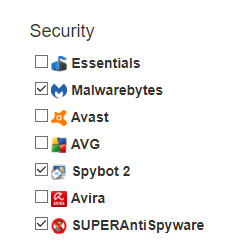 Security
Essentials
Malwarebytes
Avast
AVG
Spybot 2
Avira
SUPERAntiSpyware